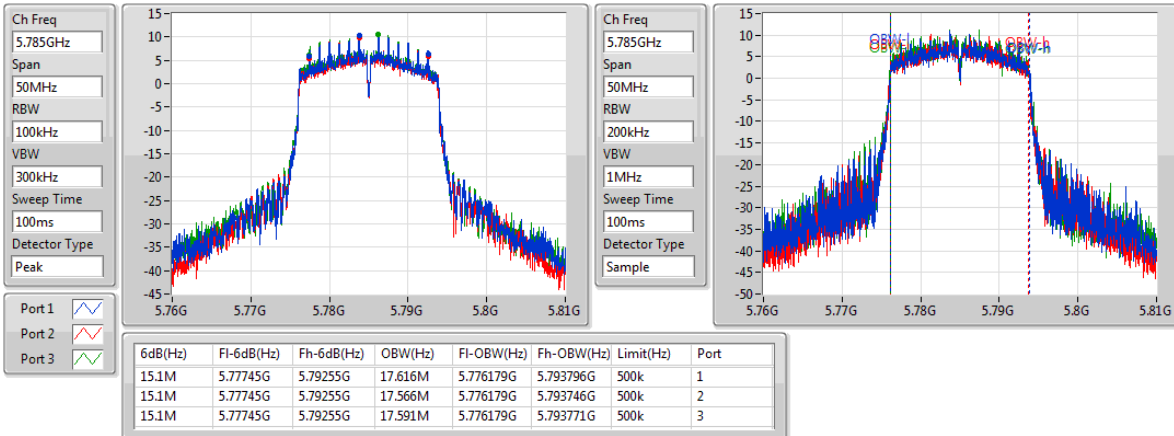 Ch Freq
5.785GHz
Span
50MHz
RBW
100kHz
VBW
300kHz
Sweep Time
100ms
Detector Type
Peak
Port 1
Port 2
Port 3
15
10
5
0
-5
-10
-15
-20
-25
-30
-35
-40
-45
5.76G 5.77G 5.78G 5.79G 5.8G 5.81G
Ch Freq
5.785GHz
Span
50MHz
RBW
200kHz
VBW
1MHz
Sweep Time
100ms
Detector Type
Sample
15
10
5
0
-5
-10
-15
-20
-25
-30
-35
-40
-45
-50
OBW-h
5.76G 5.77G 5.78G 5.79G 5.8G 5.81G
6dB(Hz) Fl-6dB(Hz) Fh-6dB(Hz) OBW(Hz) Fl-OBW(Hz) Fh-OBW(Hz) Limit(Hz) Port
15.1M 5.77745G 5.79255G 17.616M 5.776179G 5.793796G 500k 1
15.1M 5.77745G 5.79255G 17.566M 5.776179G 5.793746G 500k 2
15.1M 5.77745G 5.79255G 17.591M 5.776179G 5.793771G 500k 3